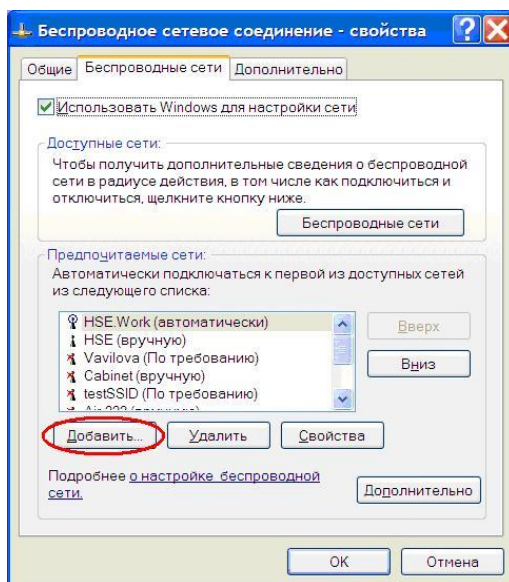 Беспроводное сетевое соединение - свойства
Общие Беспроводные сети Дополнительно
Использовать Windows для настройки сети
Доступные сети:
Чтобы получить дополнительные сведения о беспроводной
сети в радиусе действия, в том числе как подключиться и
отключиться, щелкните кнопку ниже.
Беспроводные сети
Предпочитаемые сети:
Автоматически подключаться к первой из доступных сетей
из следующего списка:
HSE.Work (автоматически)
HSE (вручную)
Vavilova (По требованию)
Cabinet (вручную)
testSSID (По требованию)
Вверх
Вниз
Добавить... Удалить Свойства
Подробнее о настройке беспроводной
сети.
Дополнительно
ОК Отмена